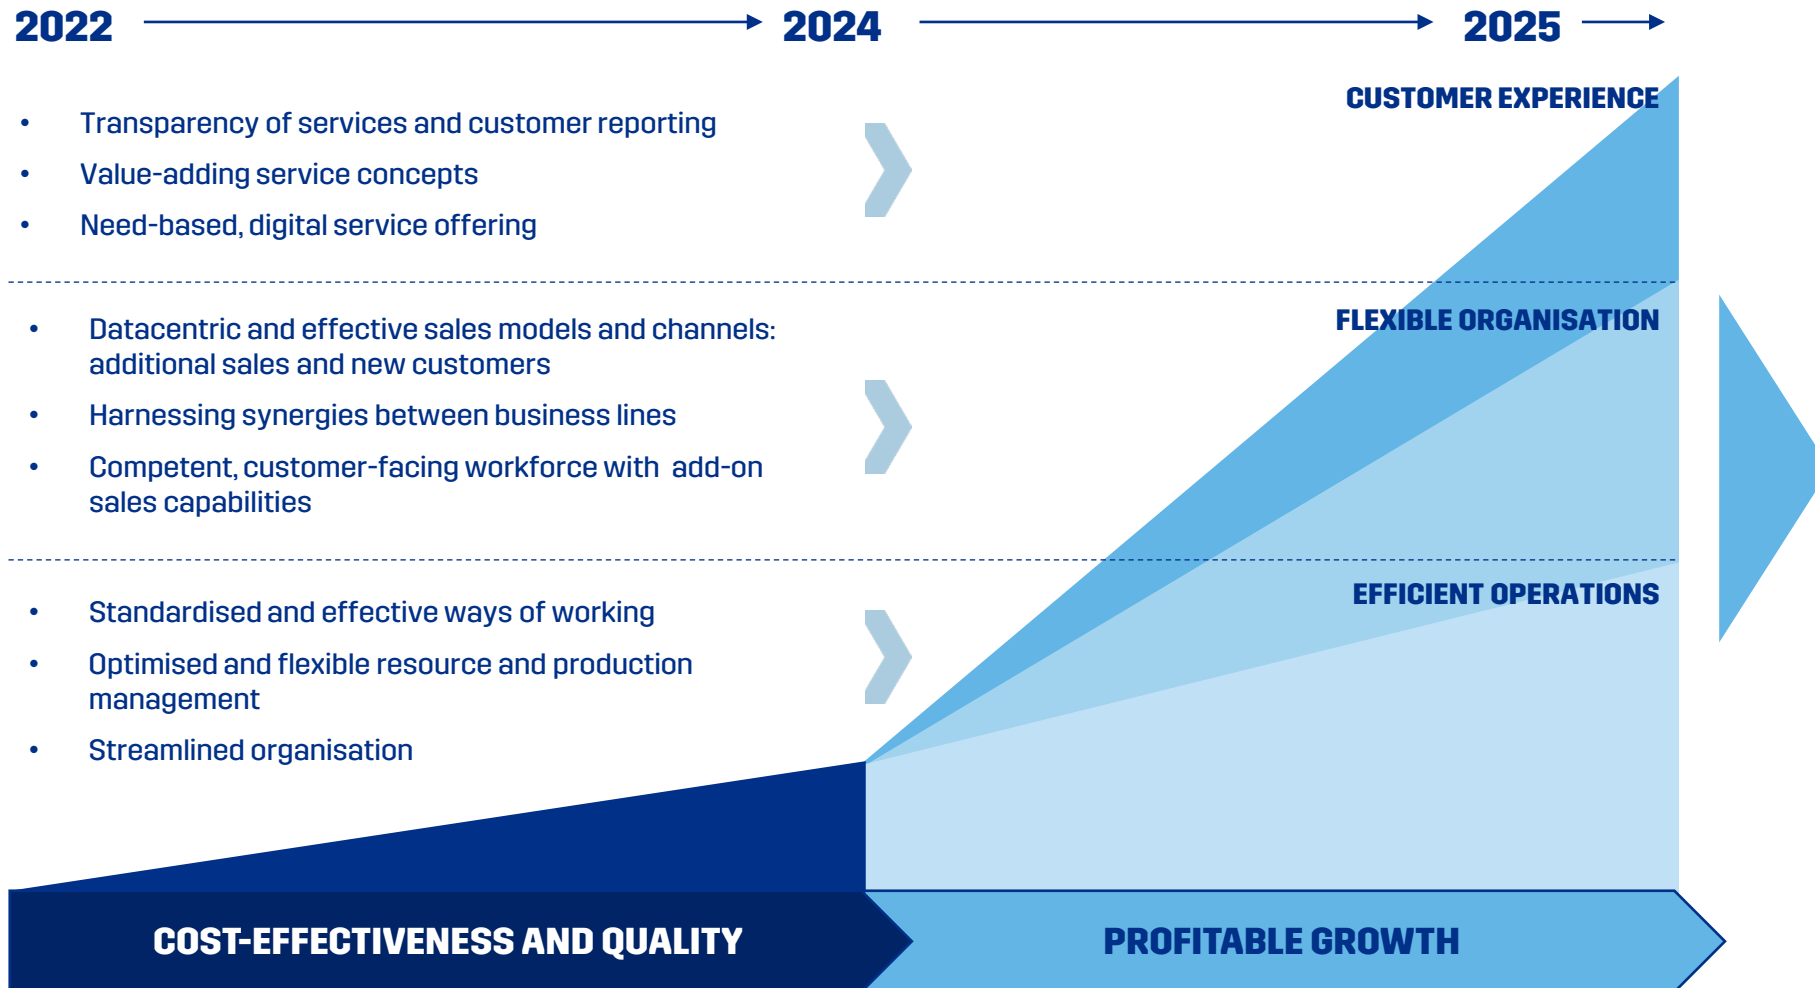 2022 2024 2025
CUSTOMER EXPERIENCE
• Transparency of services and customer reporting
• Value-adding service concepts
• Need-based, digital service offering
FLEXIBLE ORGANISATION
• Datacentric and effective sales models and channels:
additional sales and new customers
• Harnessing synergies between business lines
• Competent, customer-facing workforce with add-on
sales capabilities
EFFICIENT OPERATIONS
• Standardised and effective ways of working
• Optimised and flexible resource and production
management
• Streamlined organisation
COST-EFFECTIVENESS AND QUALITY
PROFITABLE GROWTH